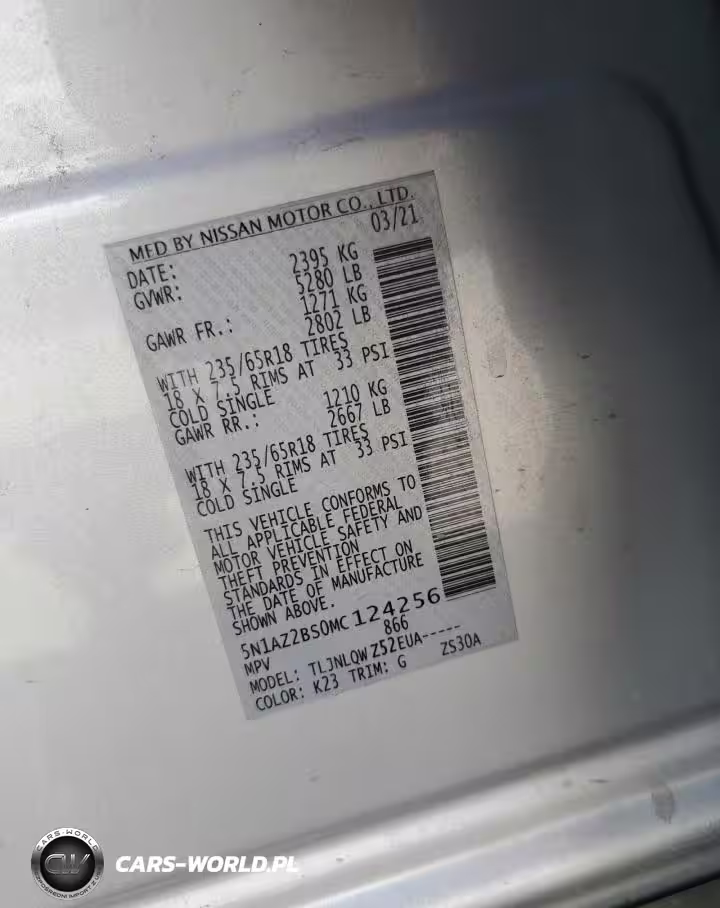 MFD BY NISSAN MOTOR CO., LTD.
DATE: 03/21
GVWR: 2395 KG
5280 LB
GAWR FR.: 1271 KG
2802 LB
WITH 235/65R18 TIRES
18 X 7.5 RIMS AT 33 PSI
COLD SINGLE
GAWR RR.: 1210 KG
2667 LB
WITH 235/65R18 TIRES
18 X 7.5 RIMS AT 33 PSI
COLD SINGLE
THIS VEHICLE CONFORMS TO
ALL APPLICABLE FEDERAL
MOTOR VEHICLE SAFETY AND
THEFT PREVENTION
STANDARDS IN EFFECT ON
THE DATE OF MANUFACTURE
SHOWN ABOVE.
5N1AZ2BS0MC124256
MPV 866
MODEL: TLJNLQWZ52EUA-----
COLOR: K23 TRIM: G ZS30A
CARS-WORLD
CW
CARS-WORLD.PL